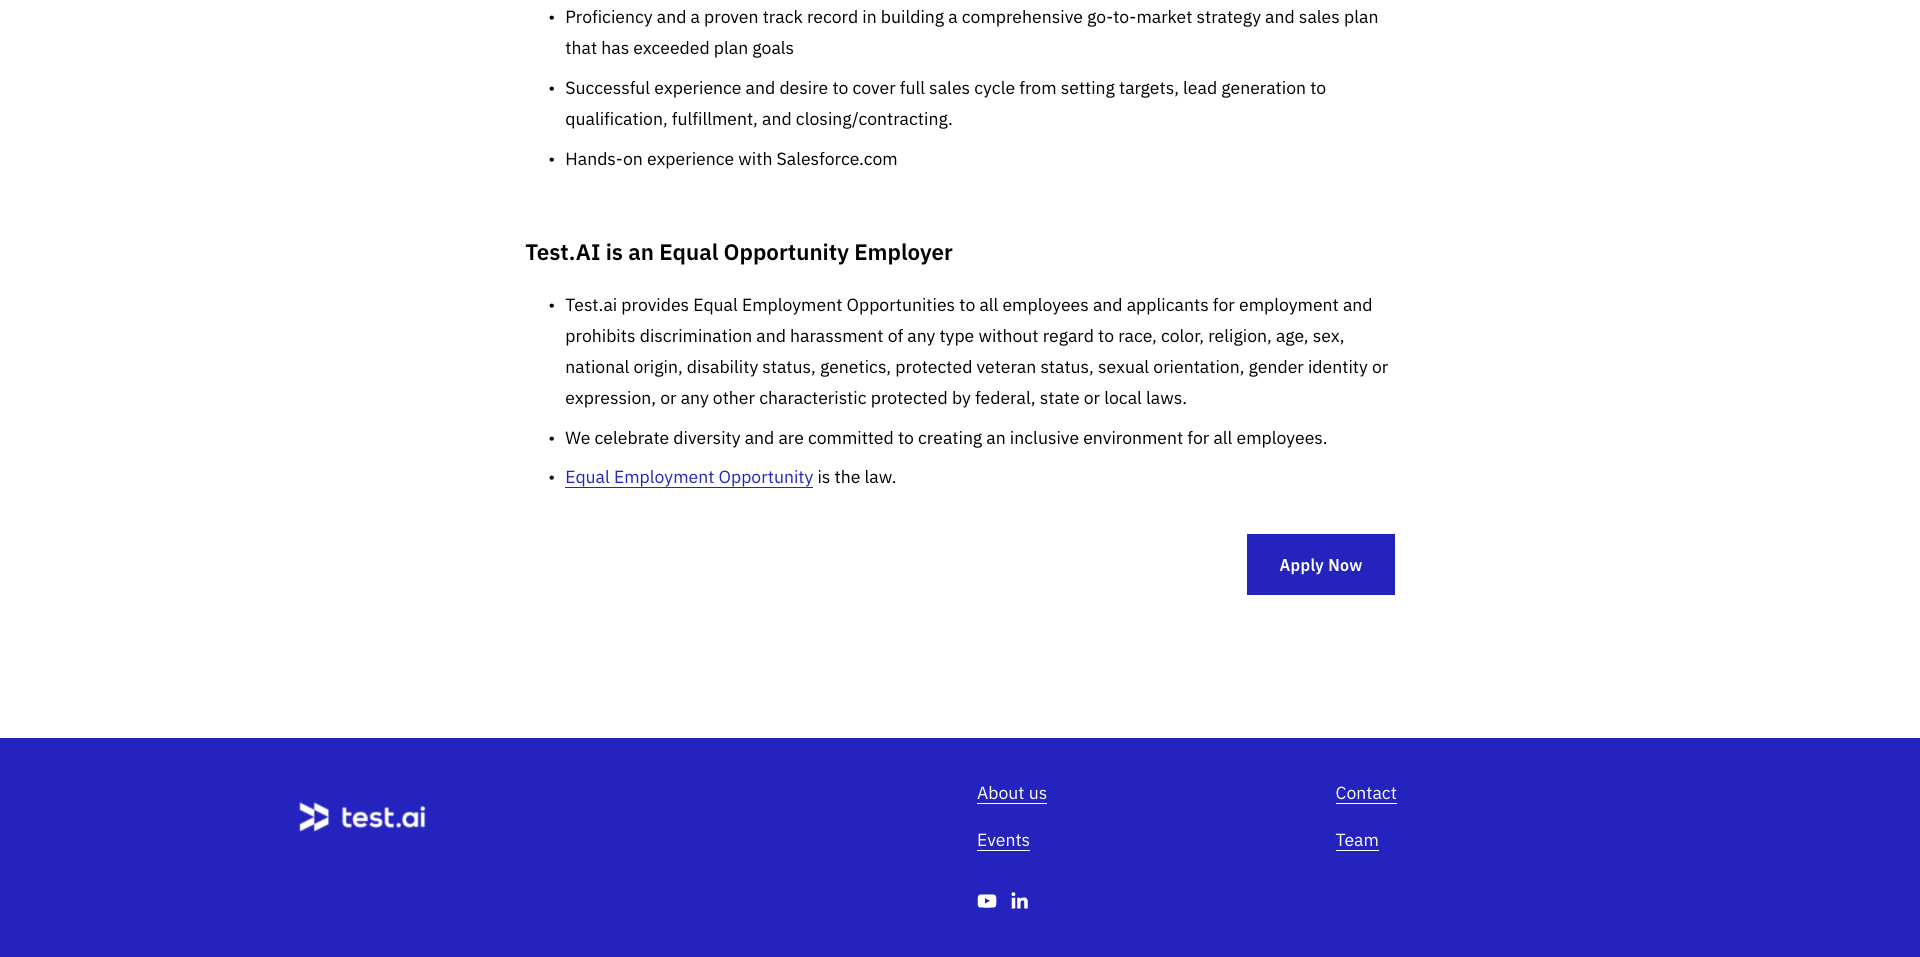 • Proficiency and a proven track record in building a comprehensive go-to-market strategy and sales plan
that has exceeded plan goals
• Successful experience and desire to cover full sales cycle from setting targets, lead generation to
qualification, fulfillment, and closing/contracting.
• Hands-on experience with Salesforce.com
Test.AI is an Equal Opportunity Employer
• Test.ai provides Equal Employment Opportunities to all employees and applicants for employment and
prohibits discrimination and harassment of any type without regard to race, color, religion, age, sex,
national origin, disability status, genetics, protected veteran status, sexual orientation, gender identity or
expression, or any other characteristic protected by federal, state or local laws.
• We celebrate diversity and are committed to creating an inclusive environment for all employees.
• Equal Employment Opportunity is the law.
Apply Now
test.ai
About us
Events
Contact
Team